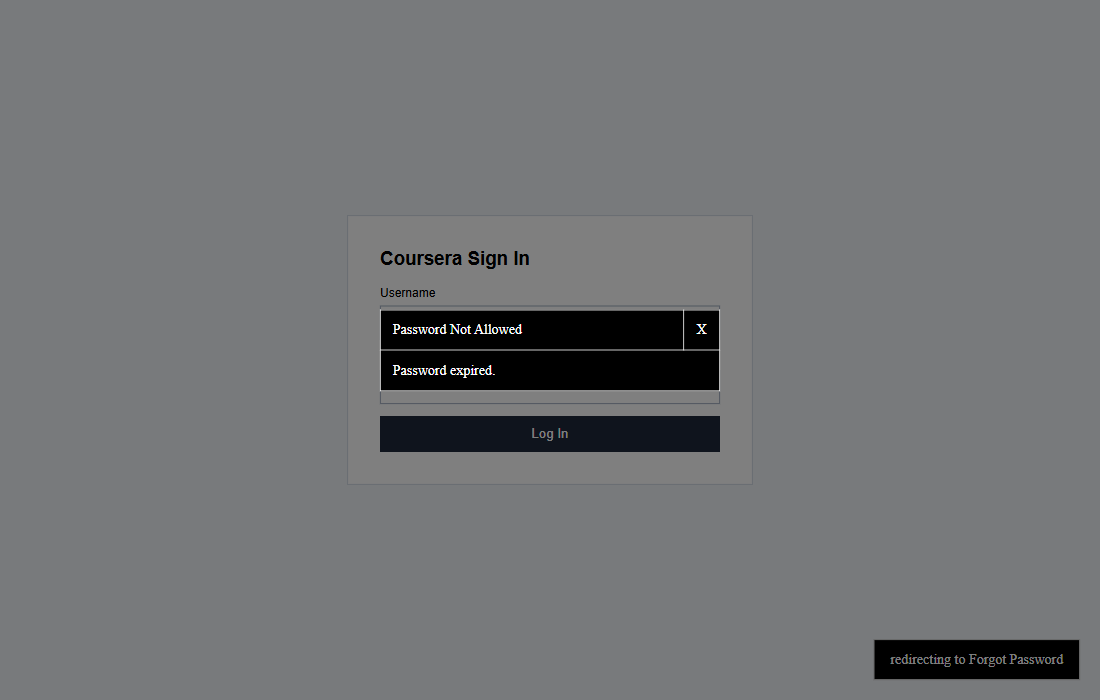 Coursera Sign In
Username
Password Not Allowed X
Password expired.
Log In
redirecting to Forgot Password